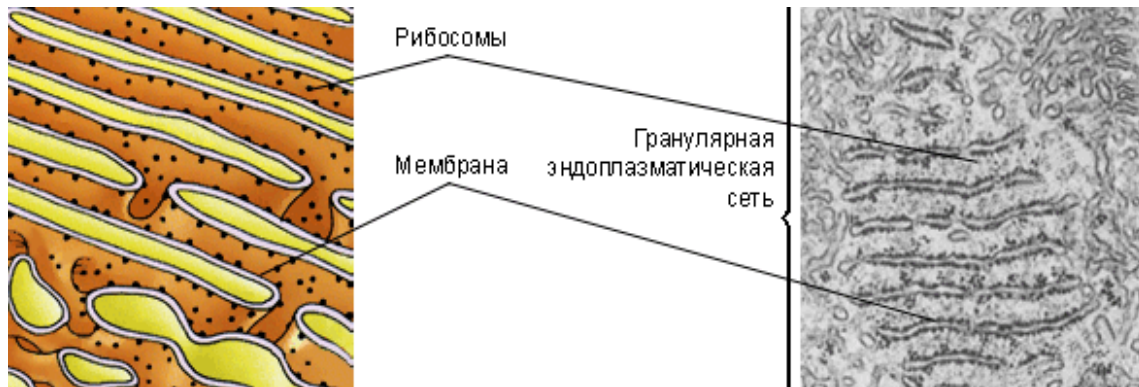 Рибосомы
Гранулярная
эндоплазматическая
сеть
Мембрана